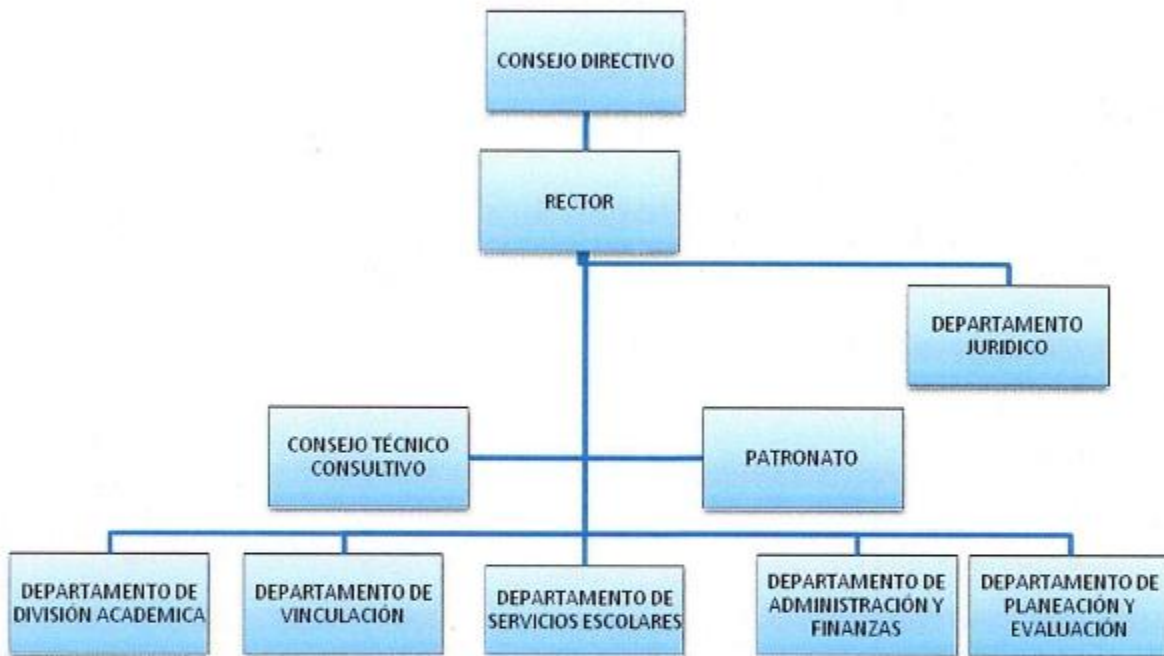 CONSEJO DIRECTIVO
RECTOR
DEPARTAMENTO
JURIDICO
CONSEJO TÉCNICO
CONSULTIVO
PATRONATO
DEPARTAMENTO DE
DIVISIÓN ACADEMICA
DEPARTAMENTO DE
VINCULACIÓN
DEPARTAMENTO DE
SERVICIOS ESCOLARES
DEPARTAMENTO DE
ADMINISTRACIÓN Y
FINANZAS
DEPARTAMENTO DE
PLANEACIÓN Y
EVALUACIÓN